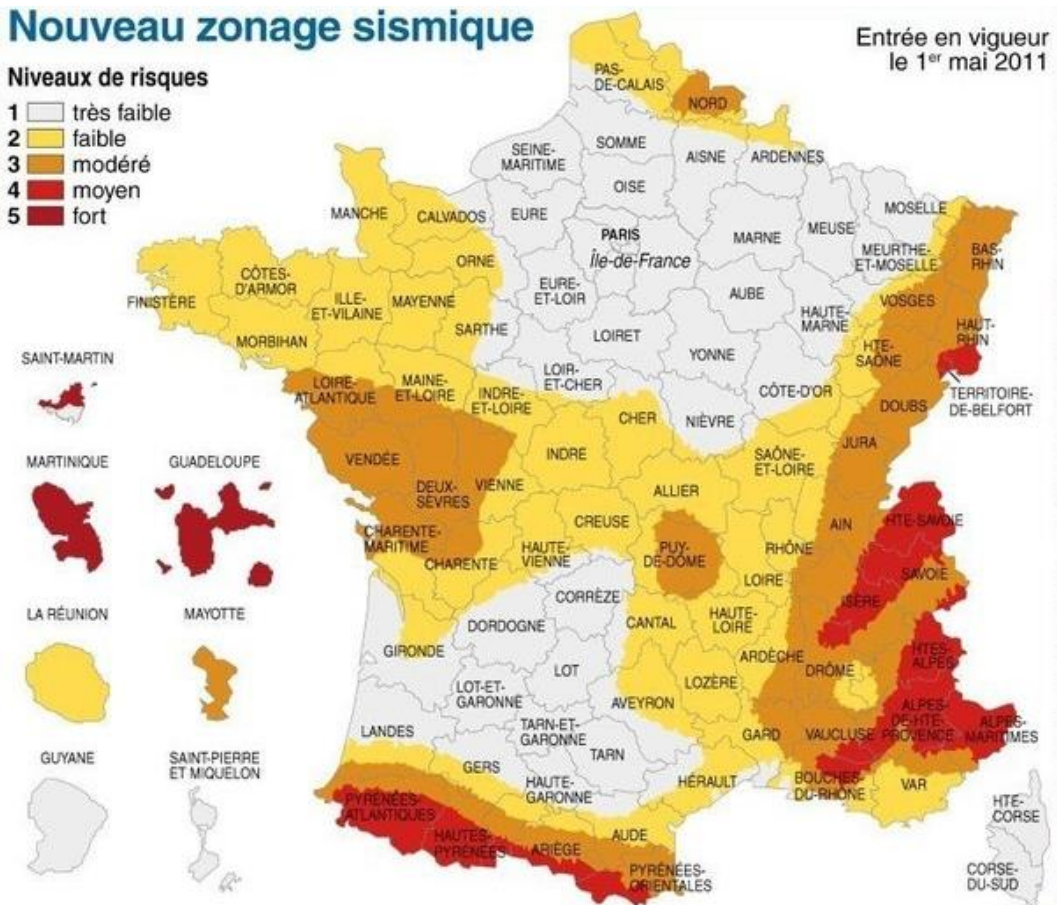 Nouveau zonage sismique
Entrée en vigueur
le 1er mai 2011
Niveaux de risques
1 très faible
2 faible
3 modéré
4 moyen
5 fort
PAS-
DE-CALAIS
NORD
SOMME
SEINE-
MARITIME
AISNE
ARDENNES
OISE
MANCHE
CALVADOS
EURE
PARIS
Île-de-France
MARNE
MEUSE
MOSELLE
MEURTHE-
ET-MOSELLE
BAS-
RHIN
ORNE
FINISTÈRE
CÔTES-
D'ARMOR
ILLE-
ET-VILAINE
MAYENNE
EURE-
ET-LOIR
AUBE
HAUTE-
MARNE
VOSGES
HAUT-
RHIN
MORBIHAN
SARTHE
LOIRET
YONNE
HTE-
SAÔNE
TERRITOIRE-
DE-BELFORT
LOIRE-
ATLANTIQUE
MAINE-
ET-LOIRE
INDRE-
ET-LOIRE
LOIR-
ET-CHER
CHER
NIÈVRE
CÔTE-D'OR
DOUBS
VENDÉE
DEUX-
SÈVRES
VIENNE
INDRE
SAÔNE-
ET-LOIRE
JURA
ALLIER
CHARENTE-
MARITIME
CHARENTE
HAUTE-
VIENNE
CREUSE
PUY-
DE-DÔME
RHÔNE
AIN
HTE-SAVOIE
SAVOIE
LOIRE
ISÈRE
CORRÈZE
DORDOGNE
CANTAL
HAUTE-
LOIRE
GIRONDE
LOT
ARDÈCHE
DRÔME
HTES-
ALPES
LOT-ET-
GARONNE
AVEYRON
LOZÈRE
LANDES
TARN-ET-
GARONNE
TARN
GARD
VAUCLUSE
ALPES-
DE-HTE-
PROVENCE
ALPES-
MARITIMES
GERS
HAUTE-
GARONNE
HÉRAULT
BOUCHES-
DU-RHÔNE
VAR
PYRÉNÉES-
ATLANTIQUES
HAUTES-
PYRÉNÉES
ARIÈGE
AUDE
PYRÉNÉES-
ORIENTALES
HTE-
CORSE
CORSE-
DU-SUD
SAINT-MARTIN
MARTINIQUE
GUADELOUPE
LA RÉUNION
MAYOTTE
GUYANE
SAINT-PIERRE
ET MIQUELON